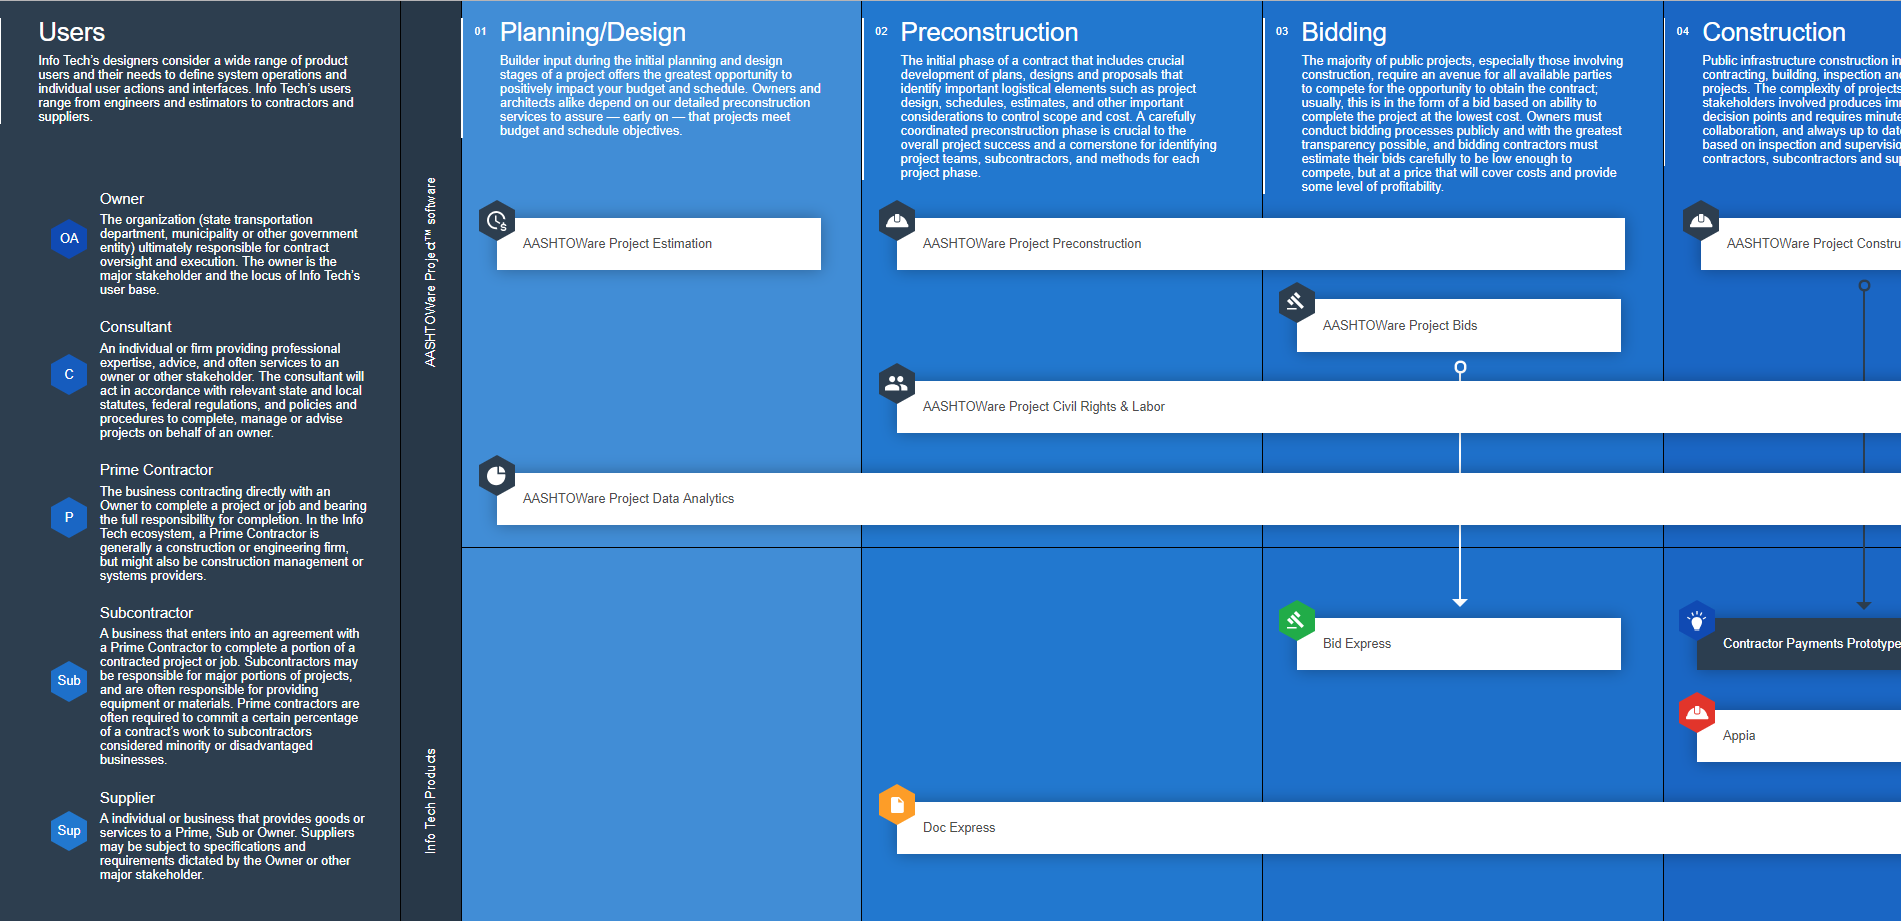 Users
Info Tech’s designers consider a wide range of product
users and their needs to define system operations and
individual user actions and interfaces. Info Tech’s users
range from engineers and estimators to contractors and
suppliers.
Owner
OA
The organization (state transportation
department, municipality or other government
entity) ultimately responsible for contract
oversight and execution. The owner is the
major stakeholder and the locus of Info Tech’s
user base.
Consultant
C
An individual or firm providing professional
expertise, advice, and often services to an
owner or other stakeholder. The consultant will
act in accordance with relevant state and local
statutes, federal regulations, and policies and
procedures to complete, manage or advise
projects on behalf of an owner.
Prime Contractor
P
The business contracting directly with an
Owner to complete a project or job and bearing
the full responsibility for completion. In the Info
Tech ecosystem, a Prime Contractor is
generally a construction or engineering firm,
but might also be construction management or
systems providers.
Subcontractor
Sub
A business that enters into an agreement with
a Prime Contractor to complete a portion of a
contracted project or job. Subcontractors may
be responsible for major portions of projects,
and are often responsible for providing
equipment or materials. Prime contractors are
often required to commit a certain percentage
of a contract’s work to subcontractors
considered minority or disadvantaged
businesses.
Supplier
Sup
A individual or business that provides goods or
services to a Prime, Sub or Owner. Suppliers
may be subject to specifications and
requirements dictated by the Owner or other
major stakeholder.
AASHTOWare Project™ software
Info Tech Products
01 Planning/Design
Builder input during the initial planning and design
stages of a project offers the greatest opportunity to
positively impact your budget and schedule. Owners and
architects alike depend on our detailed preconstruction
services to assure — early on — that projects meet
budget and schedule objectives.
02 Preconstruction
The initial phase of a contract that includes crucial
development of plans, designs and proposals that
identify important logistical elements such as project
design, schedules, estimates, and other important
considerations to control scope and cost. A carefully
coordinated preconstruction phase is crucial to the
overall project success and a cornerstone for identifying
project teams, subcontractors, and methods for each
project phase.
03 Bidding
The majority of public projects, especially those involving
construction, require an avenue for all available parties
to compete for the opportunity to obtain the contract;
usually, this is in the form of a bid based on ability to
complete the project at the lowest cost. Owners must
conduct bidding processes publicly and with the greatest
transparency possible, and bidding contractors must
estimate their bids carefully to be low enough to
compete, but at a price that will cover costs and provide
some level of profitability.
04 Construction
Public infrastructure construction in
contracting, building, inspection an
projects. The complexity of projects
stakeholders involved produces im
decision points and requires minute
collaboration, and always up to dat
based on inspection and supervisio
contractors, subcontractors and su
AASHTOWare Project Estimation
AASHTOWare Project Preconstruction
AASHTOWare Project Constru
AASHTOWare Project Bids
AASHTOWare Project Civil Rights & Labor
AASHTOWare Project Data Analytics
Bid Express
Contractor Payments Prototype
Appia
Doc Express